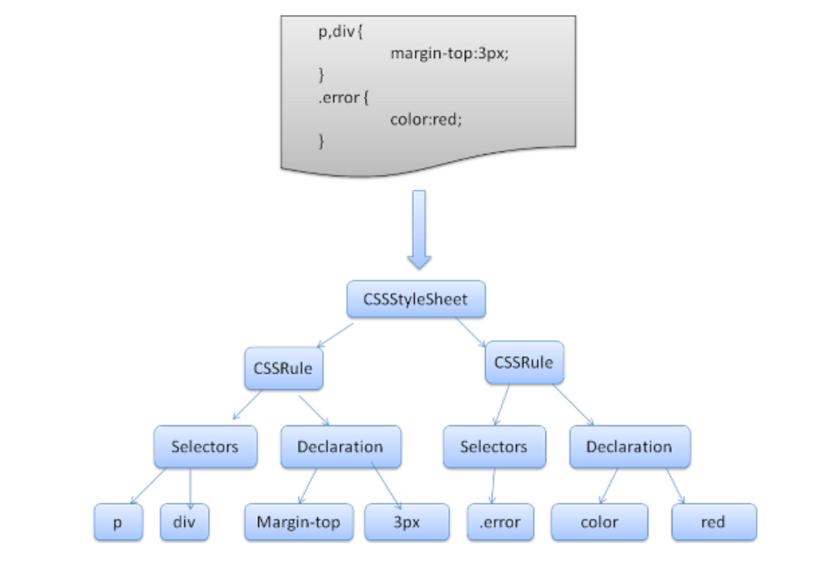 p,div {
margin-top:3px;
}
.error {
color:red;
}
CSSStyleSheet
CSSRule
CSSRule
Selectors
Declaration
Selectors
Declaration
p
div
Margin-top
3px
.error
color
red